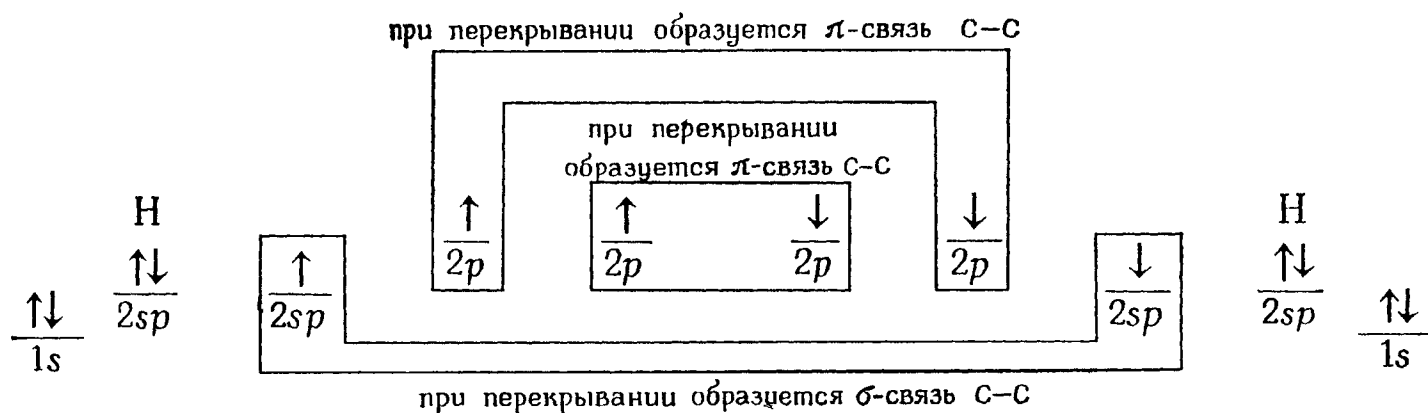 при перекрывании образуется π-связь C–C
при перекрывании
образуется π-связь C–C
H H
↑↓ ↑ ↑ ↑ ↓ ↓ ↓ ↑↓
↑↓ 2sp 2sp 2p 2p 2p 2p 2sp 2sp ↑↓
1s 1s
при перекрывании образуется σ-связь C–C